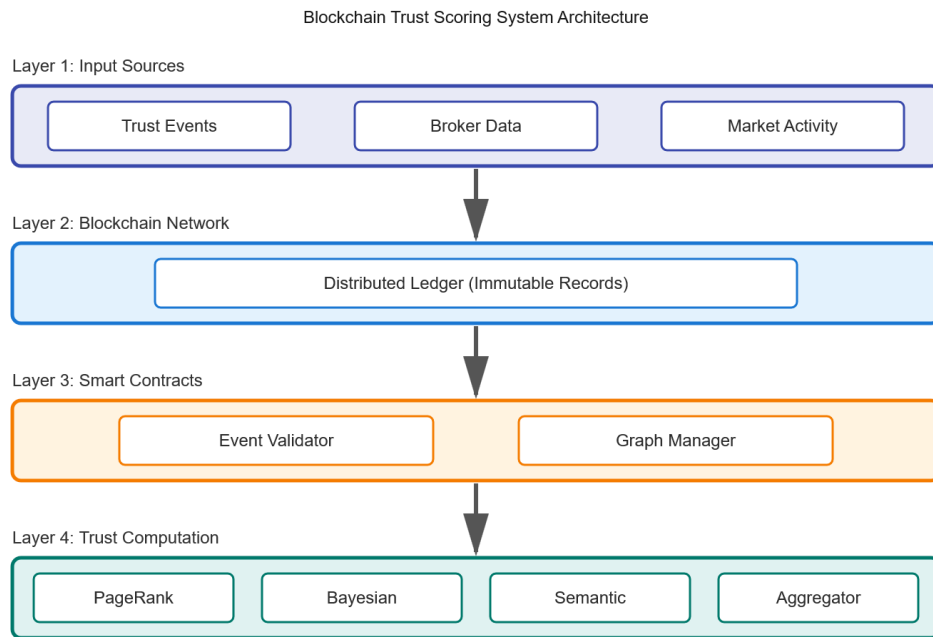 Blockchain Trust Scoring System Architecture
Layer 1: Input Sources
Trust Events
Broker Data
Market Activity
Layer 2: Blockchain Network
Distributed Ledger (Immutable Records)
Layer 3: Smart Contracts
Event Validator
Graph Manager
Layer 4: Trust Computation
PageRank
Bayesian
Semantic
Aggregator